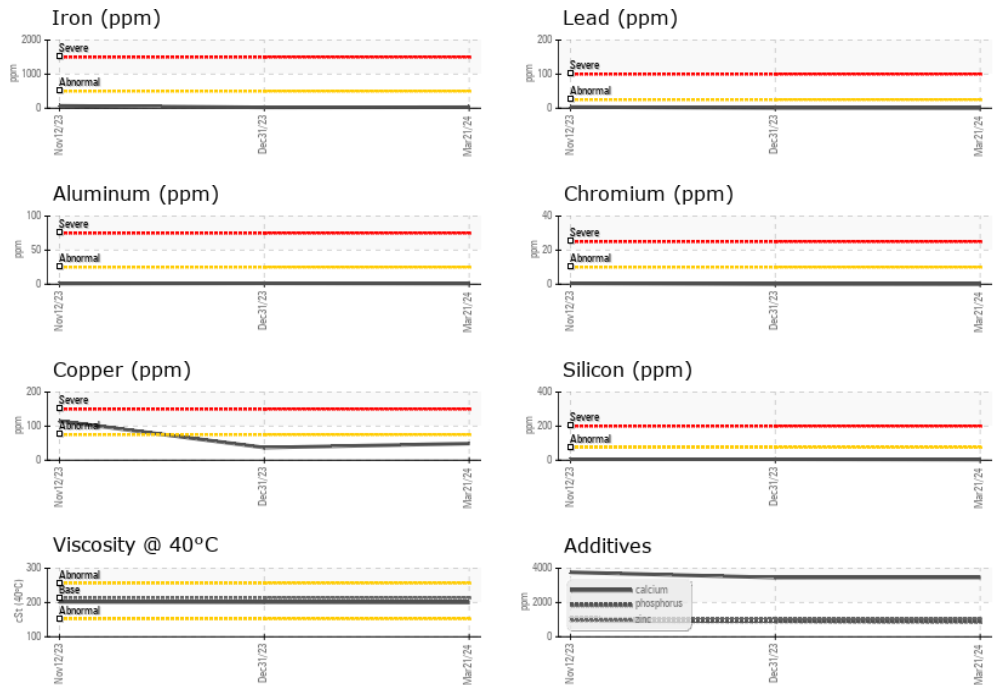 Iron (ppm)
2000
1000
0
ppm
Severe
Abnormal
Nov12/23
Dec31/23
Mar21/24
Lead (ppm)
200
100
0
ppm
Severe
Abnormal
Nov12/23
Dec31/23
Mar21/24
Aluminum (ppm)
100
50
0
ppm
Severe
Abnormal
Nov12/23
Dec31/23
Mar21/24
Chromium (ppm)
40
20
0
ppm
Severe
Abnormal
Nov12/23
Dec31/23
Mar21/24
Copper (ppm)
200
100
0
ppm
Severe
Abnormal
Nov12/23
Dec31/23
Mar21/24
Silicon (ppm)
400
200
0
ppm
Severe
Abnormal
Nov12/23
Dec31/23
Mar21/24
Viscosity @ 40°C
300
200
100
cSt (40°C)
Abnormal
Base
Abnormal
Nov12/23
Dec31/23
Mar21/24
Additives
4000
2000
0
ppm
calcium
phosphorus
zinc
Nov12/23
Dec31/23
Mar21/24